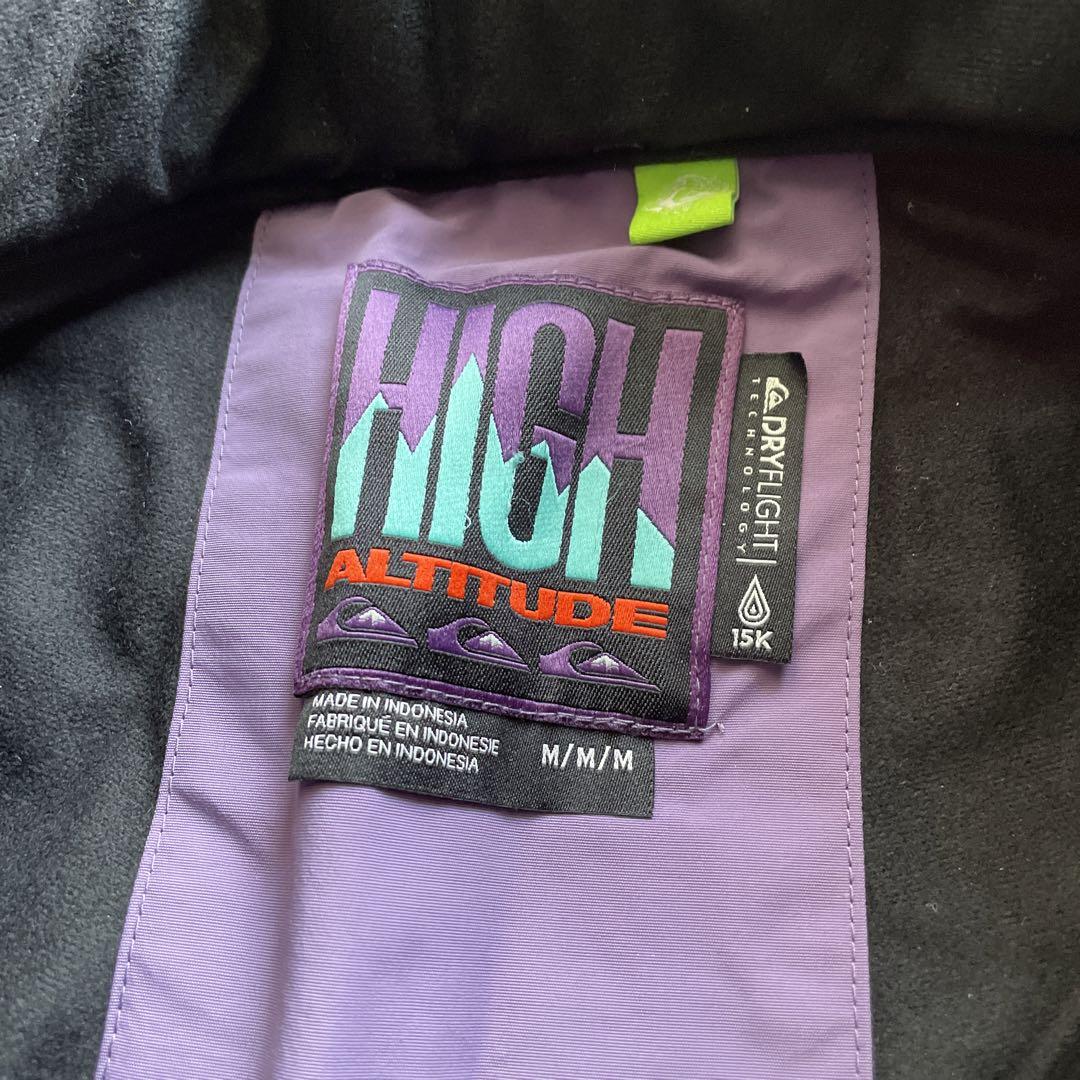 HIGH
ALTITUDE
MADE IN INDONESIA
FABRIQUÉ EN INDONESIE
HECHO EN INDONESIA
M/M/M
DRYFLIGHT
TECHNOLOGY
15K